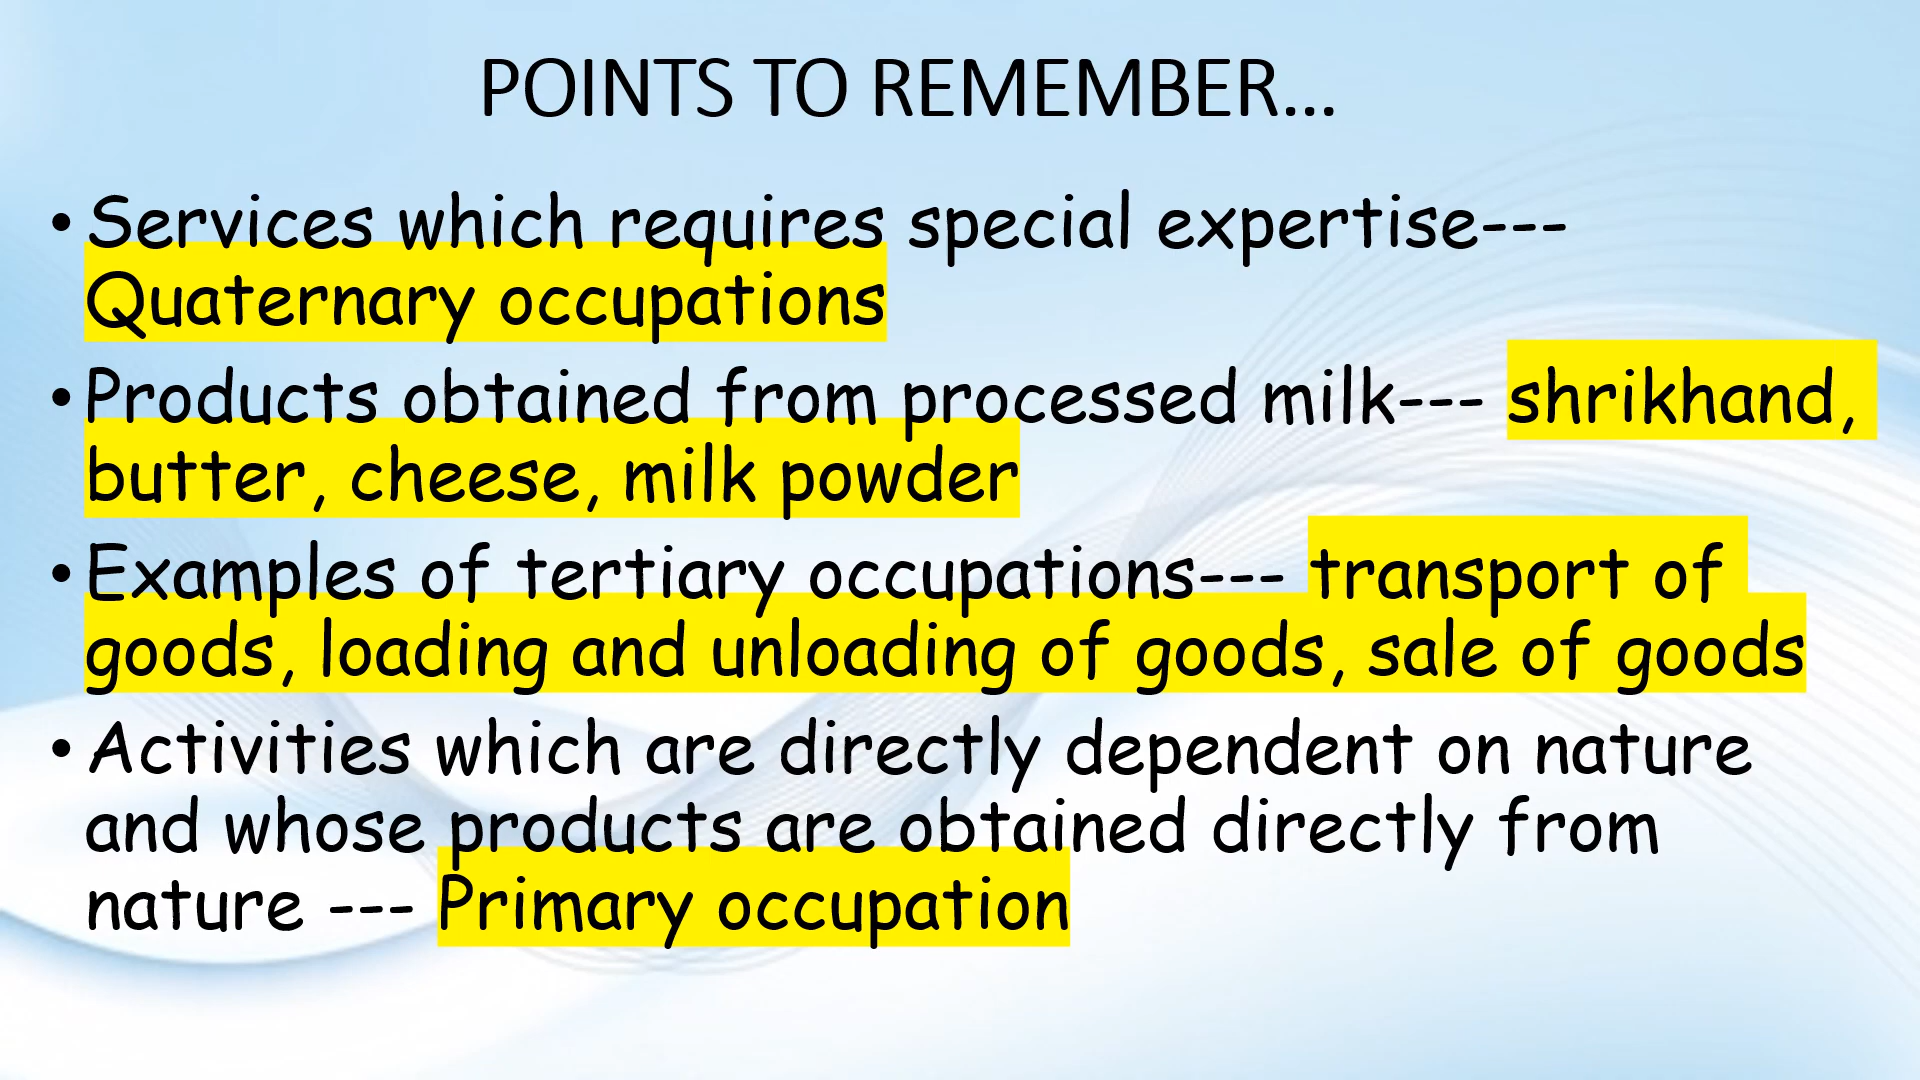 POINTS TO REMEMBER...
• Services which requires special expertise---
Quaternary occupations
• Products obtained from processed milk--- shrikhand,
butter, cheese, milk powder
• Examples of tertiary occupations--- transport of
goods, loading and unloading of goods, sale of goods
• Activities which are directly dependent on nature
and whose products are obtained directly from
nature --- Primary occupation